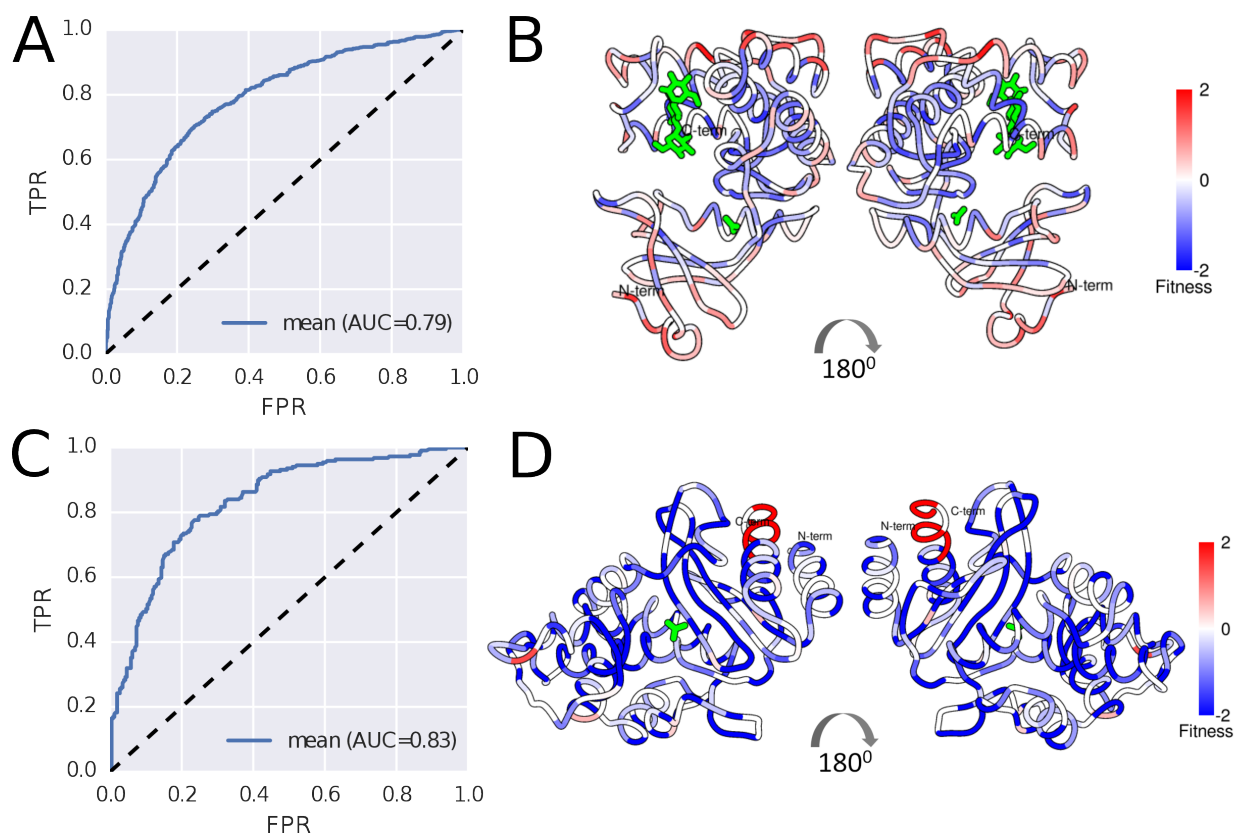 A
1.0
0.8
0.6
0.4
0.2
0.0
TPR
mean (AUC=0.79)
0.0 0.2 0.4 0.6 0.8 1.0
FPR
B
C-term
C-term
N-term
N-term
180⁰
2
0
-2
Fitness
C
1.0
0.8
0.6
0.4
0.2
0.0
TPR
mean (AUC=0.83)
0.0 0.2 0.4 0.6 0.8 1.0
FPR
D
C-term
N-term
N-term
C-term
180⁰
2
0
-2
Fitness